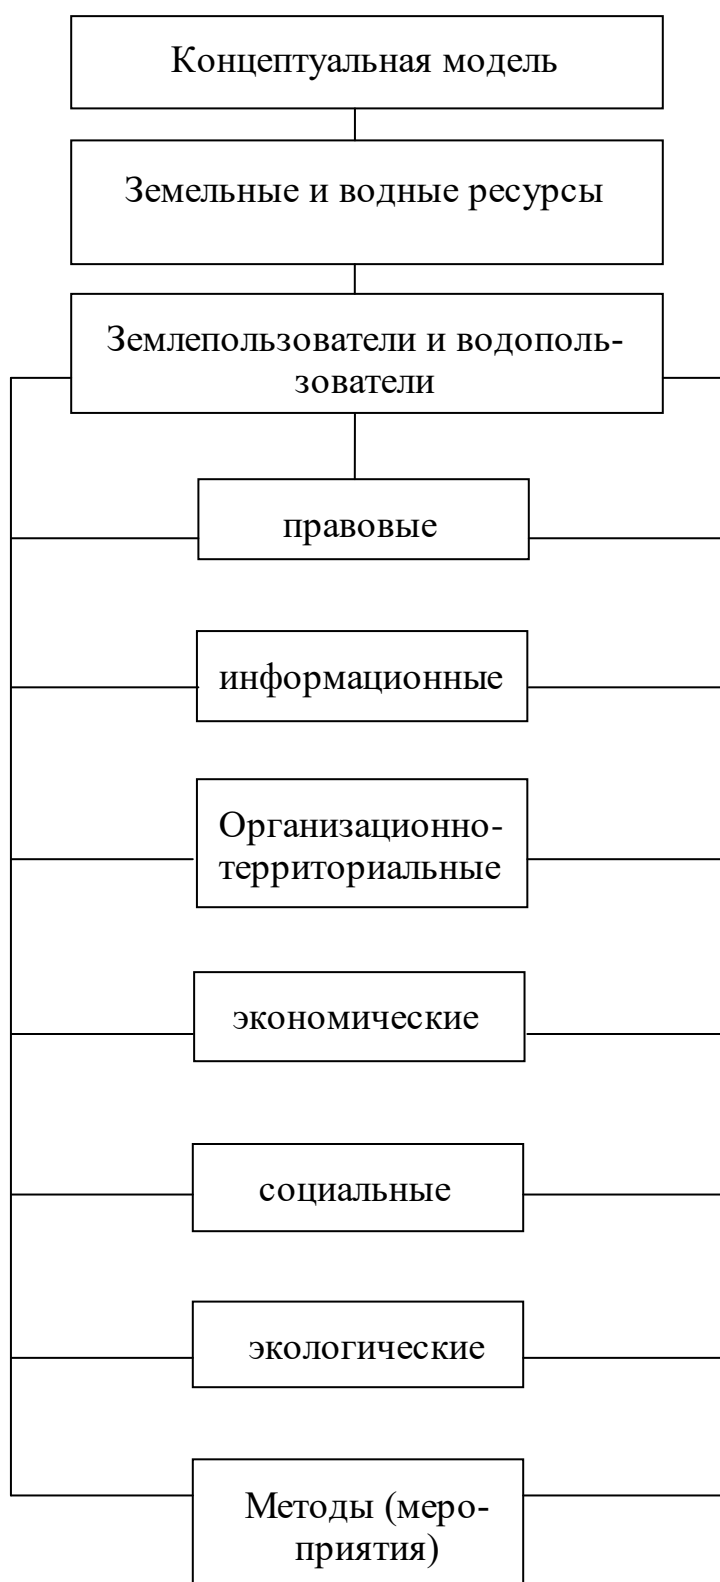 Концептуальная модель
Земельные и водные ресурсы
Землепользователи и водополь-
зователи
правовые
информационные
Организационно-
территориальные
экономические
социальные
экологические
Методы (меро-
приятия)